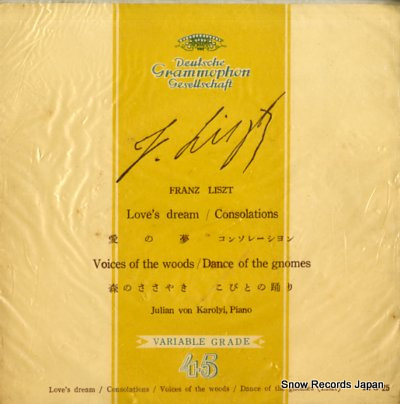 Deutsche
Grammophon
Gesellschaft
F. Liszt
FRANZ LISZT
Love's dream / Consolations
愛の夢 コンソレーション
Voices of the woods / Dance of the gnomes
森のささやき こびとの踊り
Julian von Karolyi, Piano
VARIABLE GRADE
45
Love's dream / Consolations / Voices of the woods / Dance of the gnomes (Liszt) 25
Snow Records Japan